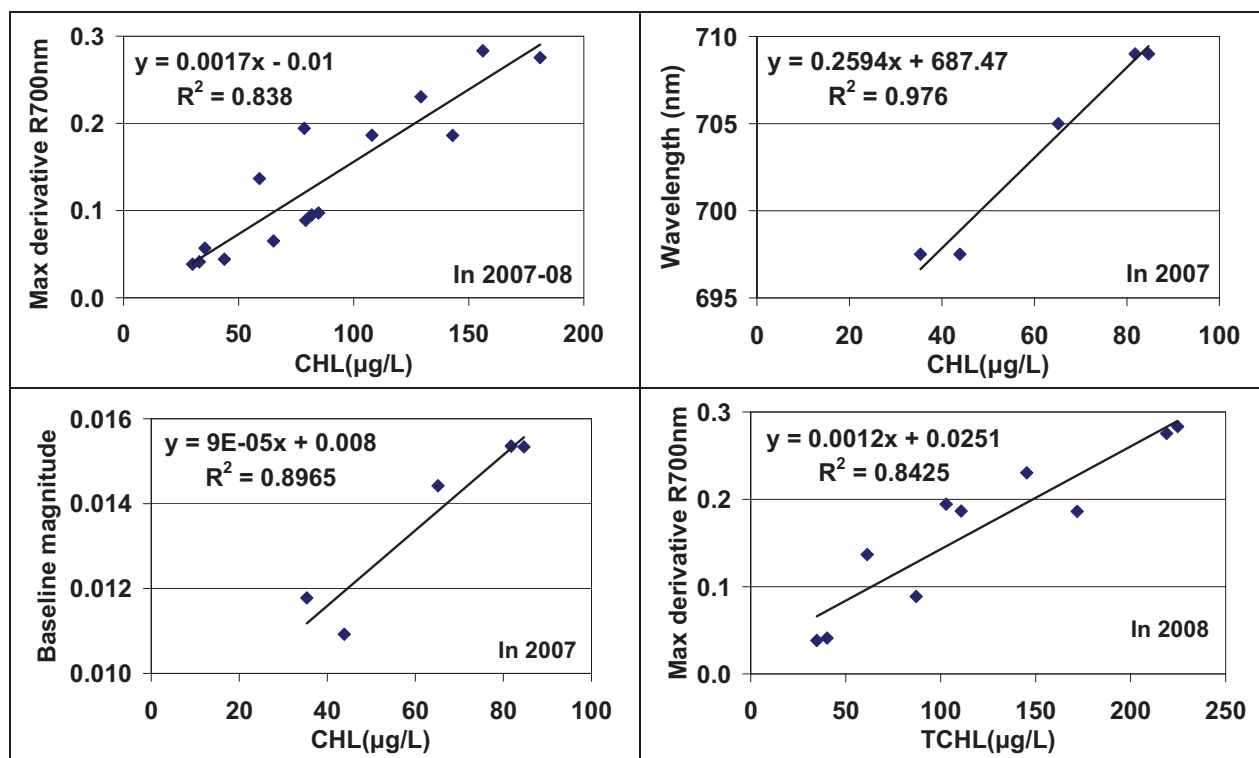 Max derivative R700nm
0.3
0.2
0.1
0.0
y = 0.0017x - 0.01
R² = 0.838
In 2007-08
0 50 100 150 200
CHL(µg/L)
Wavelength (nm)
710
705
700
695
y = 0.2594x + 687.47
R² = 0.976
In 2007
0 20 40 60 80 100
CHL(µg/L)
Baseline magnitude
0.016
0.014
0.012
0.010
y = 9E-05x + 0.008
R² = 0.8965
In 2007
0 20 40 60 80 100
CHL(µg/L)
Max derivative R700nm
0.3
0.2
0.1
0.0
y = 0.0012x + 0.0251
R² = 0.8425
In 2008
0 50 100 150 200 250
TCHL(µg/L)